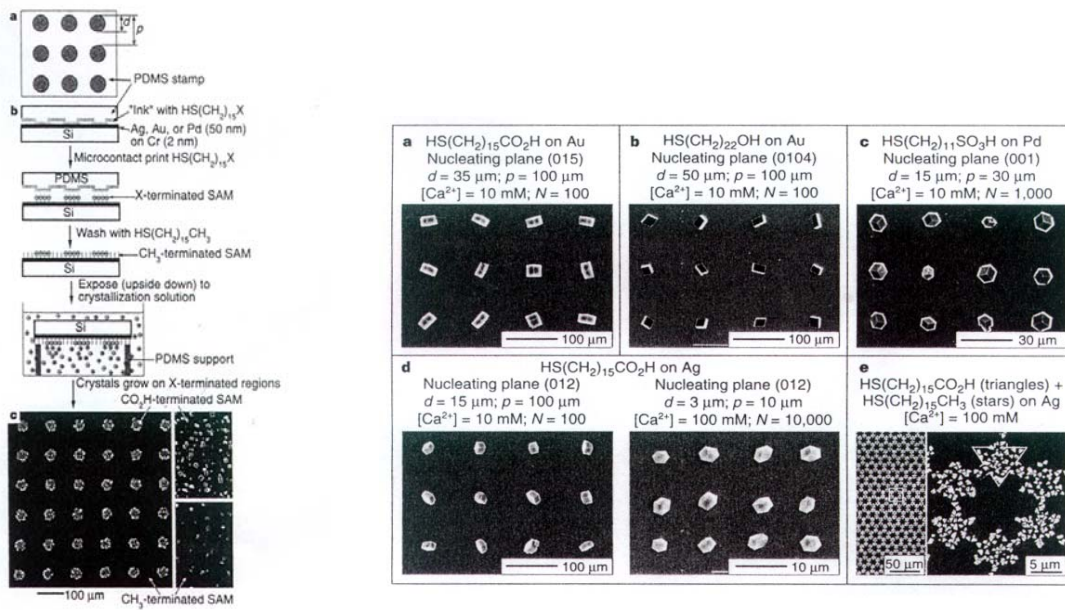 a
d
p
PDMS stamp
b
"Ink" with HS(CH₂)₁₅X
Ag, Au, or Pd (50 nm)
on Cr (2 nm)
Si
Microcontact print HS(CH₂)₁₅X
PDMS
X-terminated SAM
Si
Wash with HS(CH₂)₁₅CH₃
CH₃-terminated SAM
Si
Expose (upside down) to
crystallization solution
Si
PDMS support
Crystals grow on X-terminated regions
CO₂H-terminated SAM
c
100 µm
CH₃-terminated SAM
a HS(CH₂)₁₅CO₂H on Au
Nucleating plane (015)
d = 35 µm; p = 100 µm
[Ca²⁺] = 10 mM; N = 100
100 µm
b HS(CH₂)₂₂OH on Au
Nucleating plane (0104)
d = 50 µm; p = 100 µm
[Ca²⁺] = 10 mM; N = 100
100 µm
c HS(CH₂)₁₁SO₃H on Pd
Nucleating plane (001)
d = 15 µm; p = 30 µm
[Ca²⁺] = 10 mM; N = 1,000
30 µm
d HS(CH₂)₁₅CO₂H on Ag
Nucleating plane (012)
d = 15 µm; p = 100 µm
[Ca²⁺] = 10 mM; N = 100
100 µm
Nucleating plane (012)
d = 3 µm; p = 10 µm
[Ca²⁺] = 100 mM; N = 10,000
10 µm
e
HS(CH₂)₁₅CO₂H (triangles) +
HS(CH₂)₁₅CH₃ (stars) on Ag
[Ca²⁺] = 100 mM
50 µm
5 µm